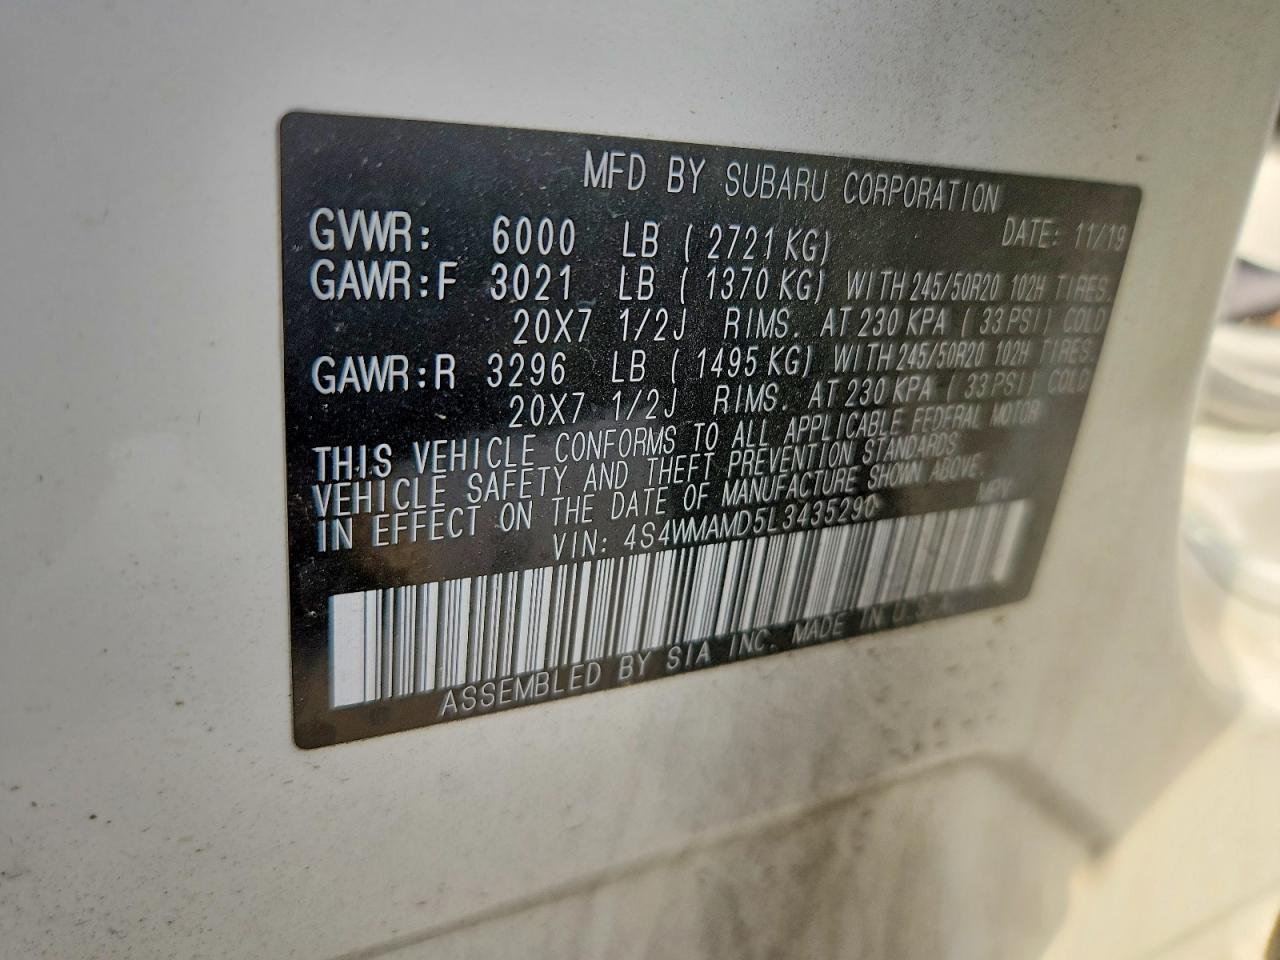 MFD BY SUBARU CORPORATION
GVWR: 6000 LB ( 2721 KG) DATE: 11/19
GAWR:F 3021 LB ( 1370 KG) WITH 245/50R20 102H TIRES.
20X7 1/2J RIMS. AT 230 KPA ( 33 PSI) COLD
GAWR:R 3296 LB ( 1495 KG) WITH 245/50R20 102H TIRES.
20X7 1/2J RIMS. AT 230 KPA ( 33 PSI) COLD
THIS VEHICLE CONFORMS TO ALL APPLICABLE FEDERAL MOTOR
VEHICLE SAFETY AND THEFT PREVENTION STANDARDS
IN EFFECT ON THE DATE OF MANUFACTURE SHOWN ABOVE.
VIN: 4S4WMAMD5L3435290 MPV
ASSEMBLED BY SIA INC. MADE IN U.S.A.